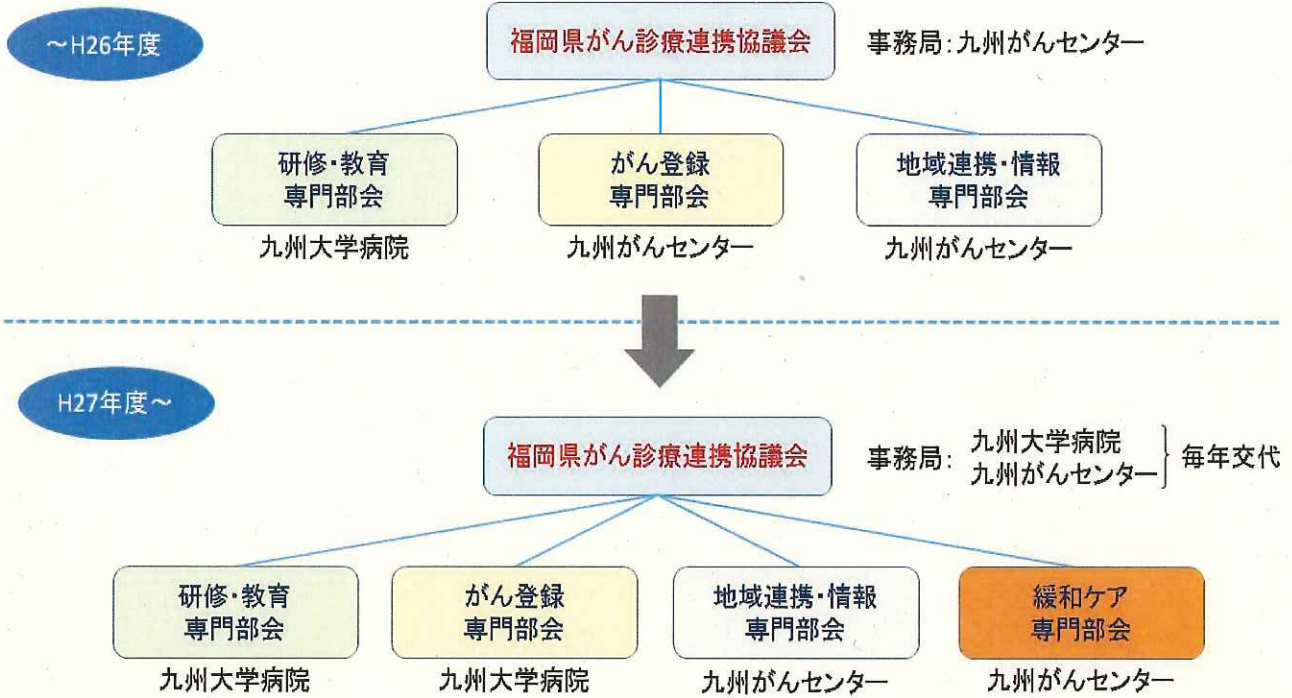 ~H26年度
福岡県がん診療連携協議会
事務局:九州がんセンター
研修・教育
専門部会
九州大学病院
がん登録
専門部会
九州がんセンター
地域連携・情報
専門部会
九州がんセンター
H27年度~
福岡県がん診療連携協議会
事務局:
九州大学病院
九州がんセンター
毎年交代
研修・教育
専門部会
九州大学病院
がん登録
専門部会
九州大学病院
地域連携・情報
専門部会
九州がんセンター
緩和ケア
専門部会
九州がんセンター